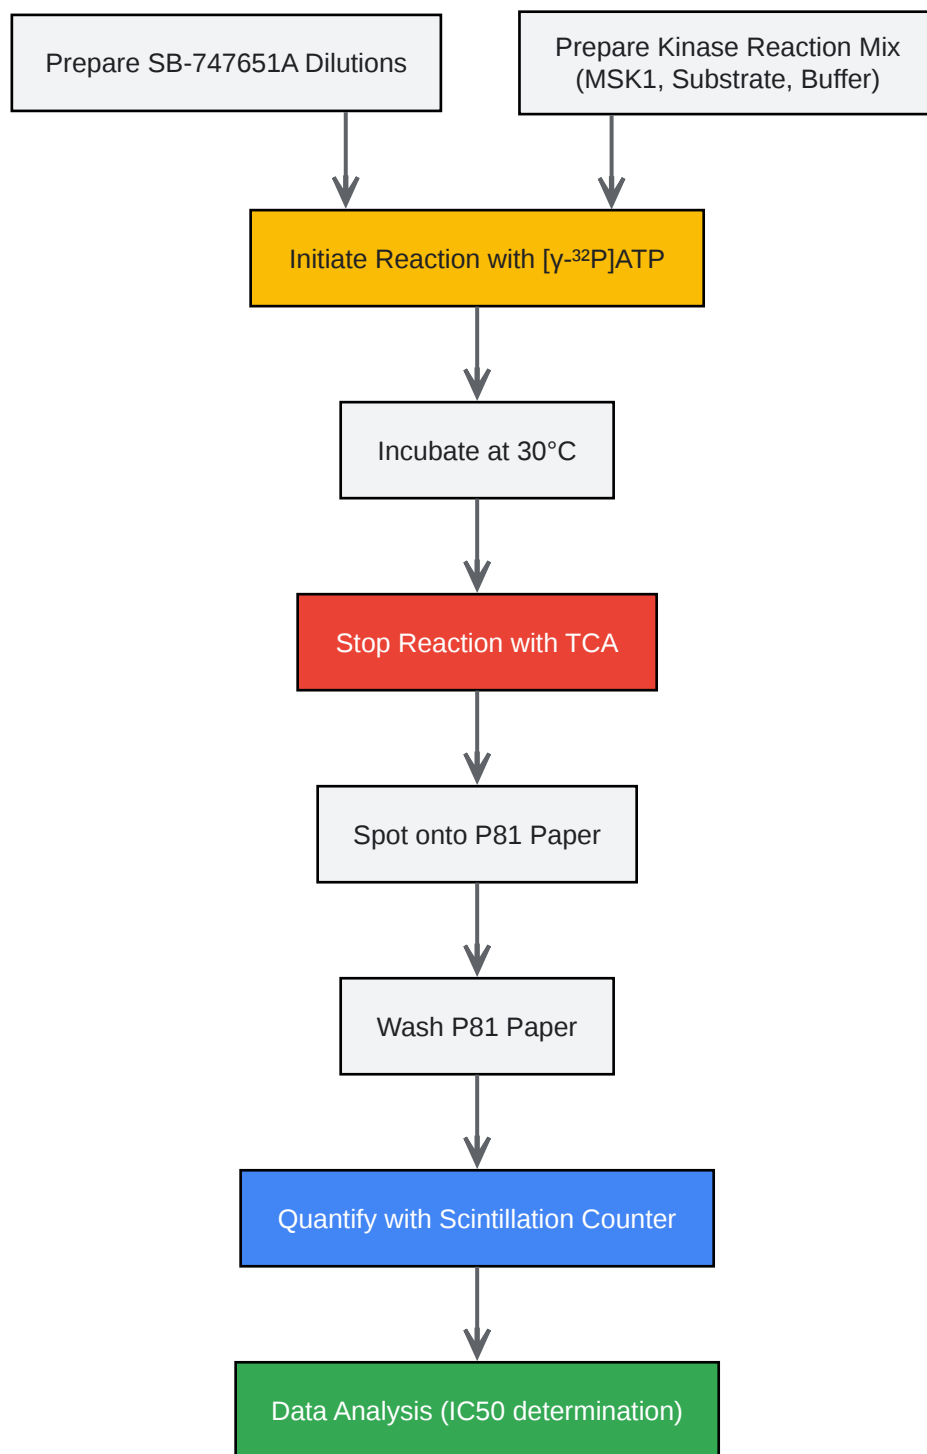 Prepare SB-747651A Dilutions
Prepare Kinase Reaction Mix
(MSK1, Substrate, Buffer)
Initiate Reaction with [γ-³²P]ATP
Incubate at 30°C
Stop Reaction with TCA
Spot onto P81 Paper
Wash P81 Paper
Quantify with Scintillation Counter
Data Analysis (IC50 determination)